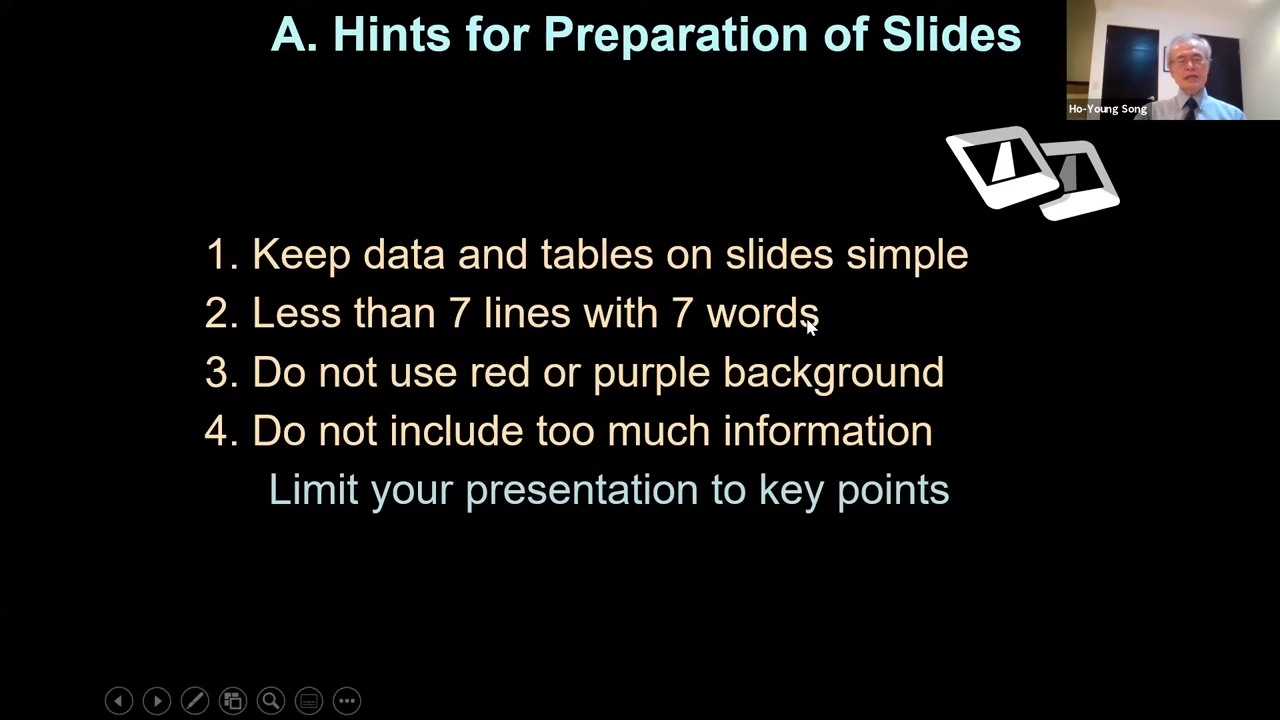 A. Hints for Preparation of Slides
Ho-Young Song
1. Keep data and tables on slides simple
2. Less than 7 lines with 7 words
3. Do not use red or purple background
4. Do not include too much information
Limit your presentation to key points